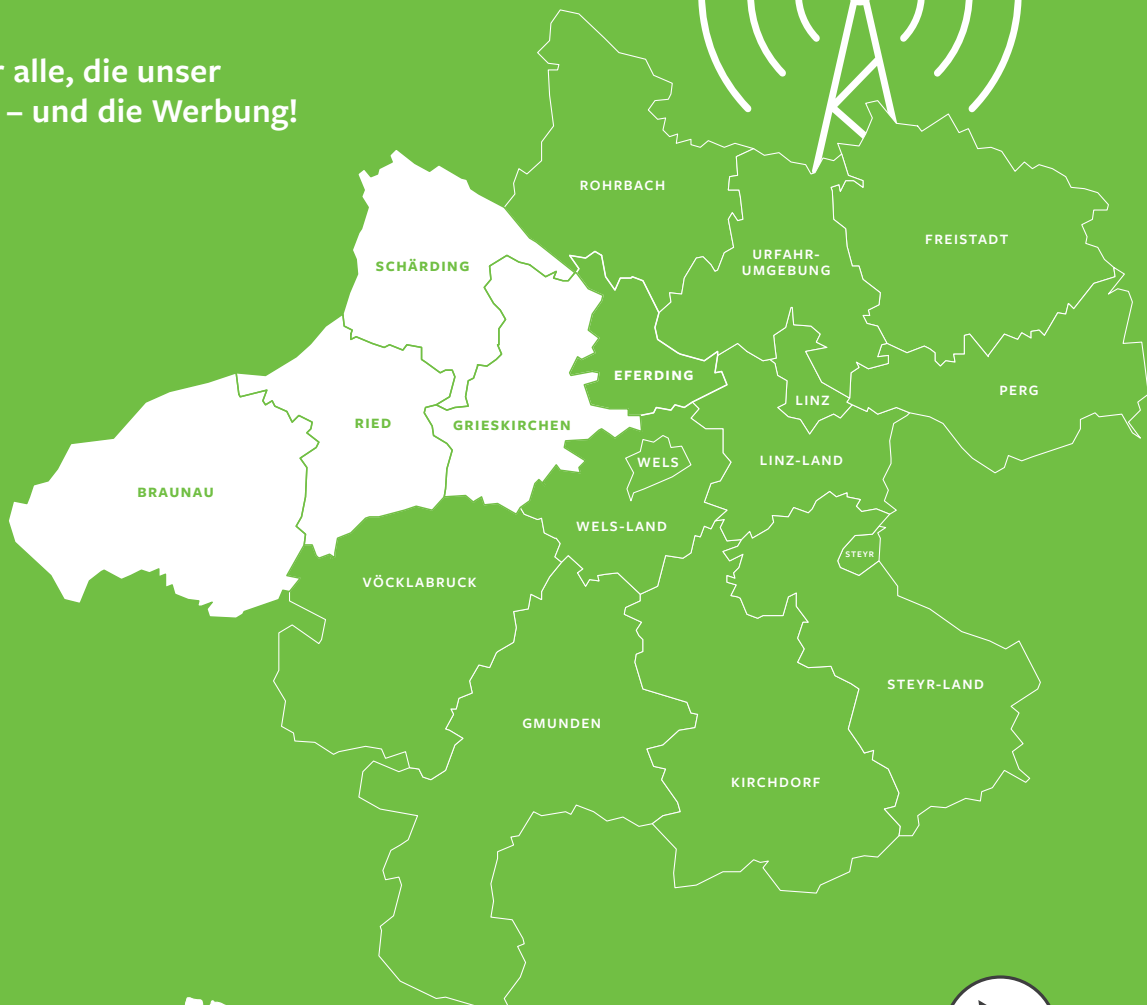 alle, die unser
– und die Werbung!
ROHRBACH
FREISTADT
URFAHR-
UMGEBUNG
SCHÄRDING
EFERDING
PERG
LINZ
RIED
GRIESKIRCHEN
WELS
LINZ-LAND
BRAUNAU
WELS-LAND
STEYR
VÖCKLABRUCK
STEYR-LAND
GMUNDEN
KIRCHDORF